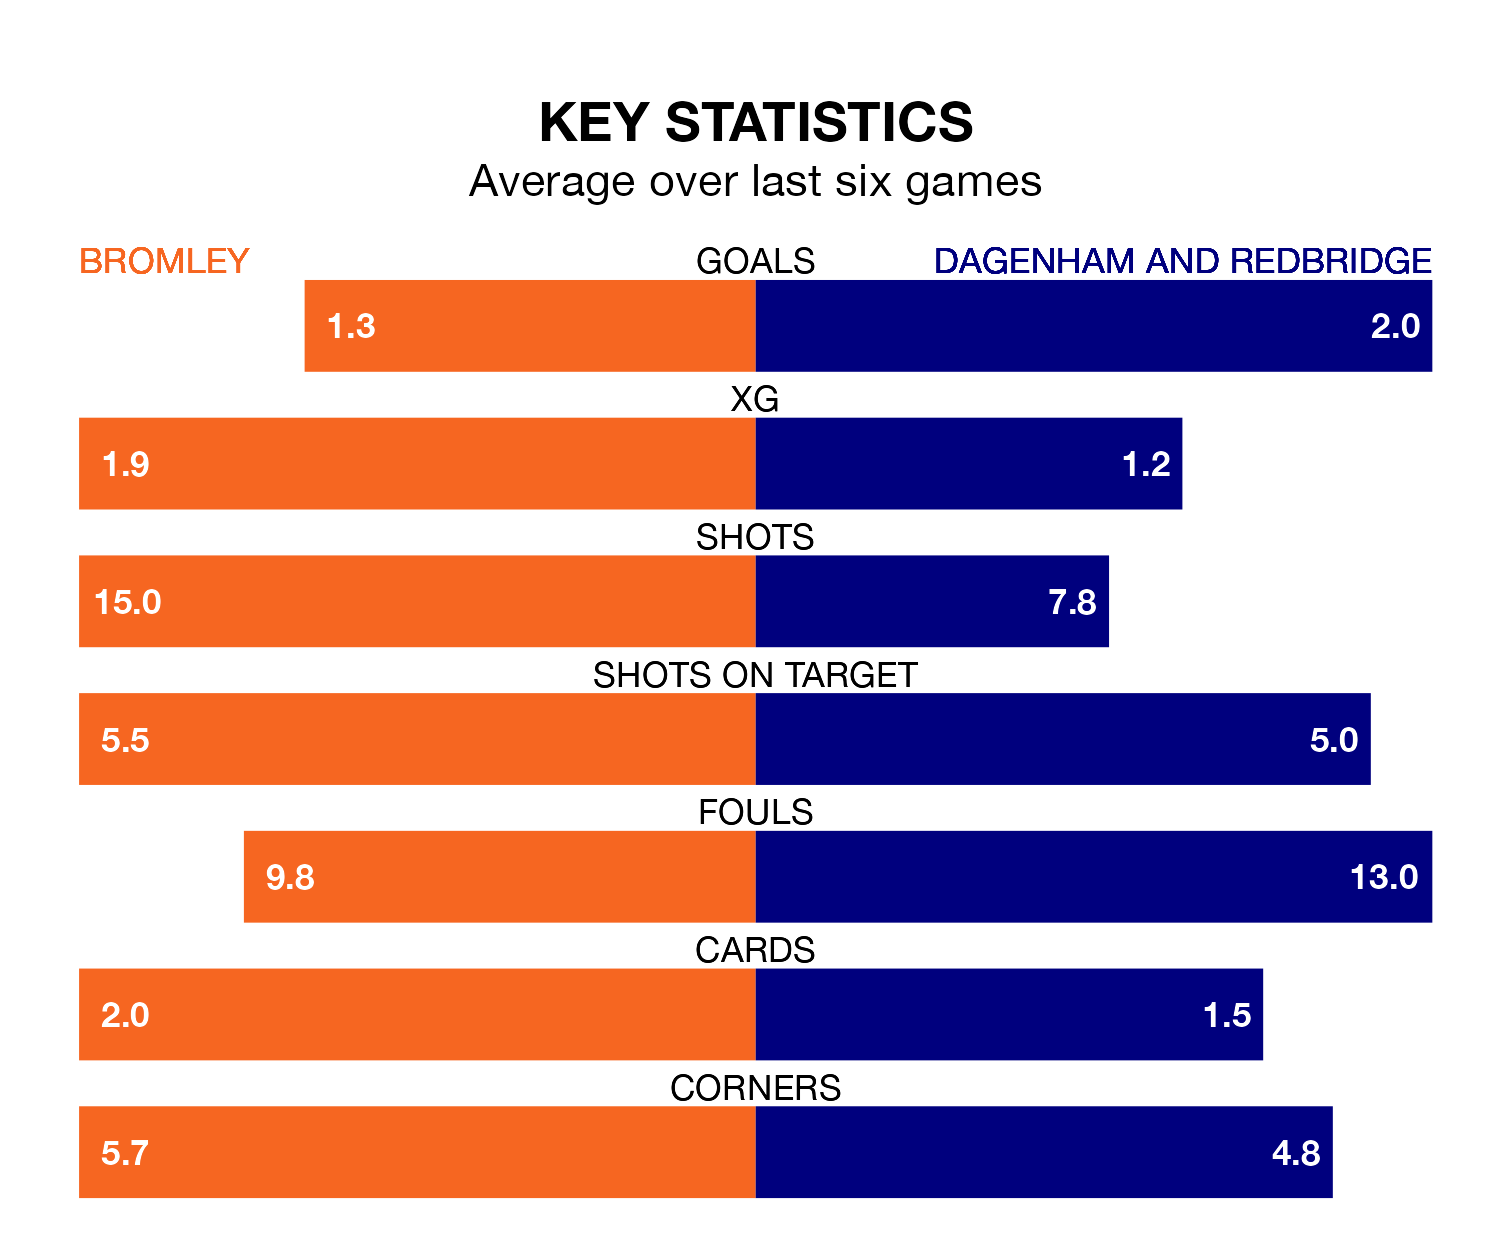 KEY STATISTICS
Average over last six games
BROMLEY GOALS DAGENHAM AND REDBRIDGE
1.3 2.0
XG
1.9 1.2
SHOTS
15.0 7.8
SHOTS ON TARGET
5.5 5.0
FOULS
9.8 13.0
CARDS
2.0 1.5
CORNERS
5.7 4.8